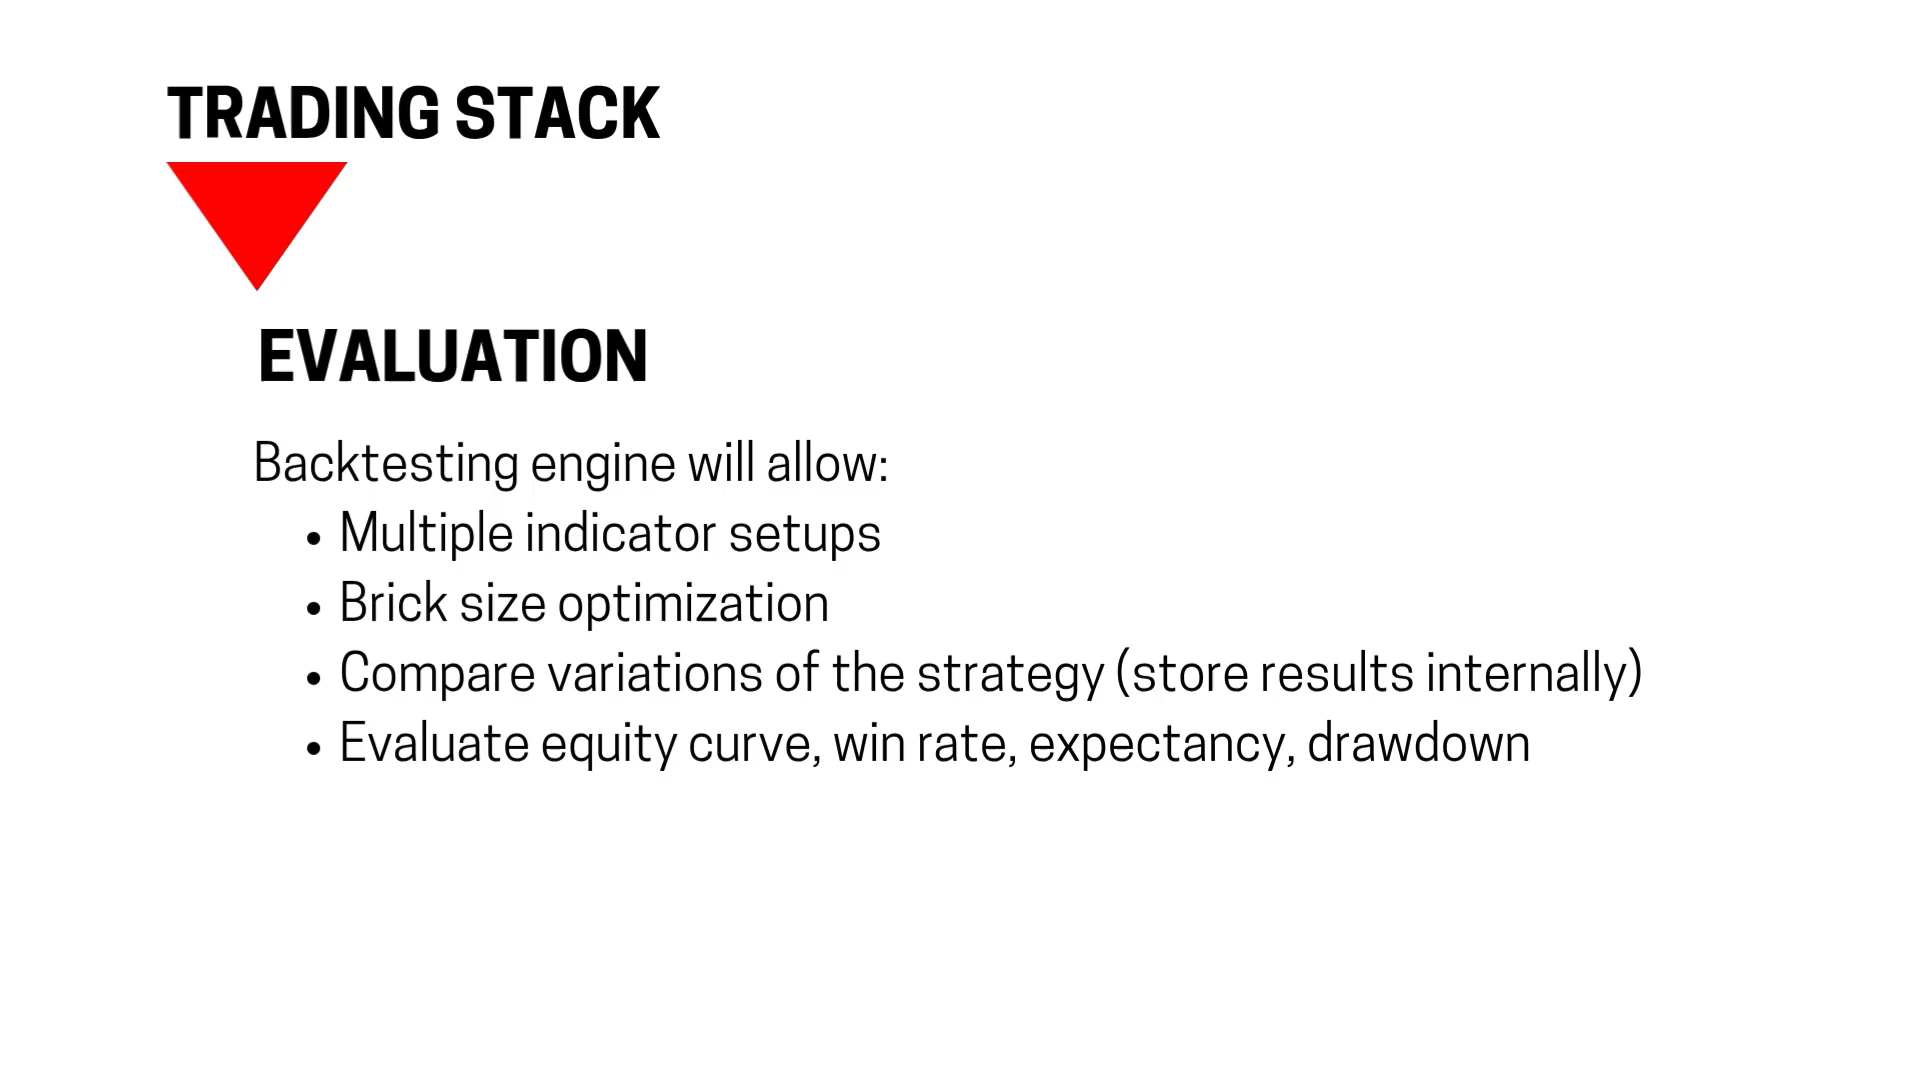 TRADING STACK
EVALUATION
Backtesting engine will allow:
• Multiple indicator setups
• Brick size optimization
• Compare variations of the strategy (store results internally)
• Evaluate equity curve, win rate, expectancy, drawdown